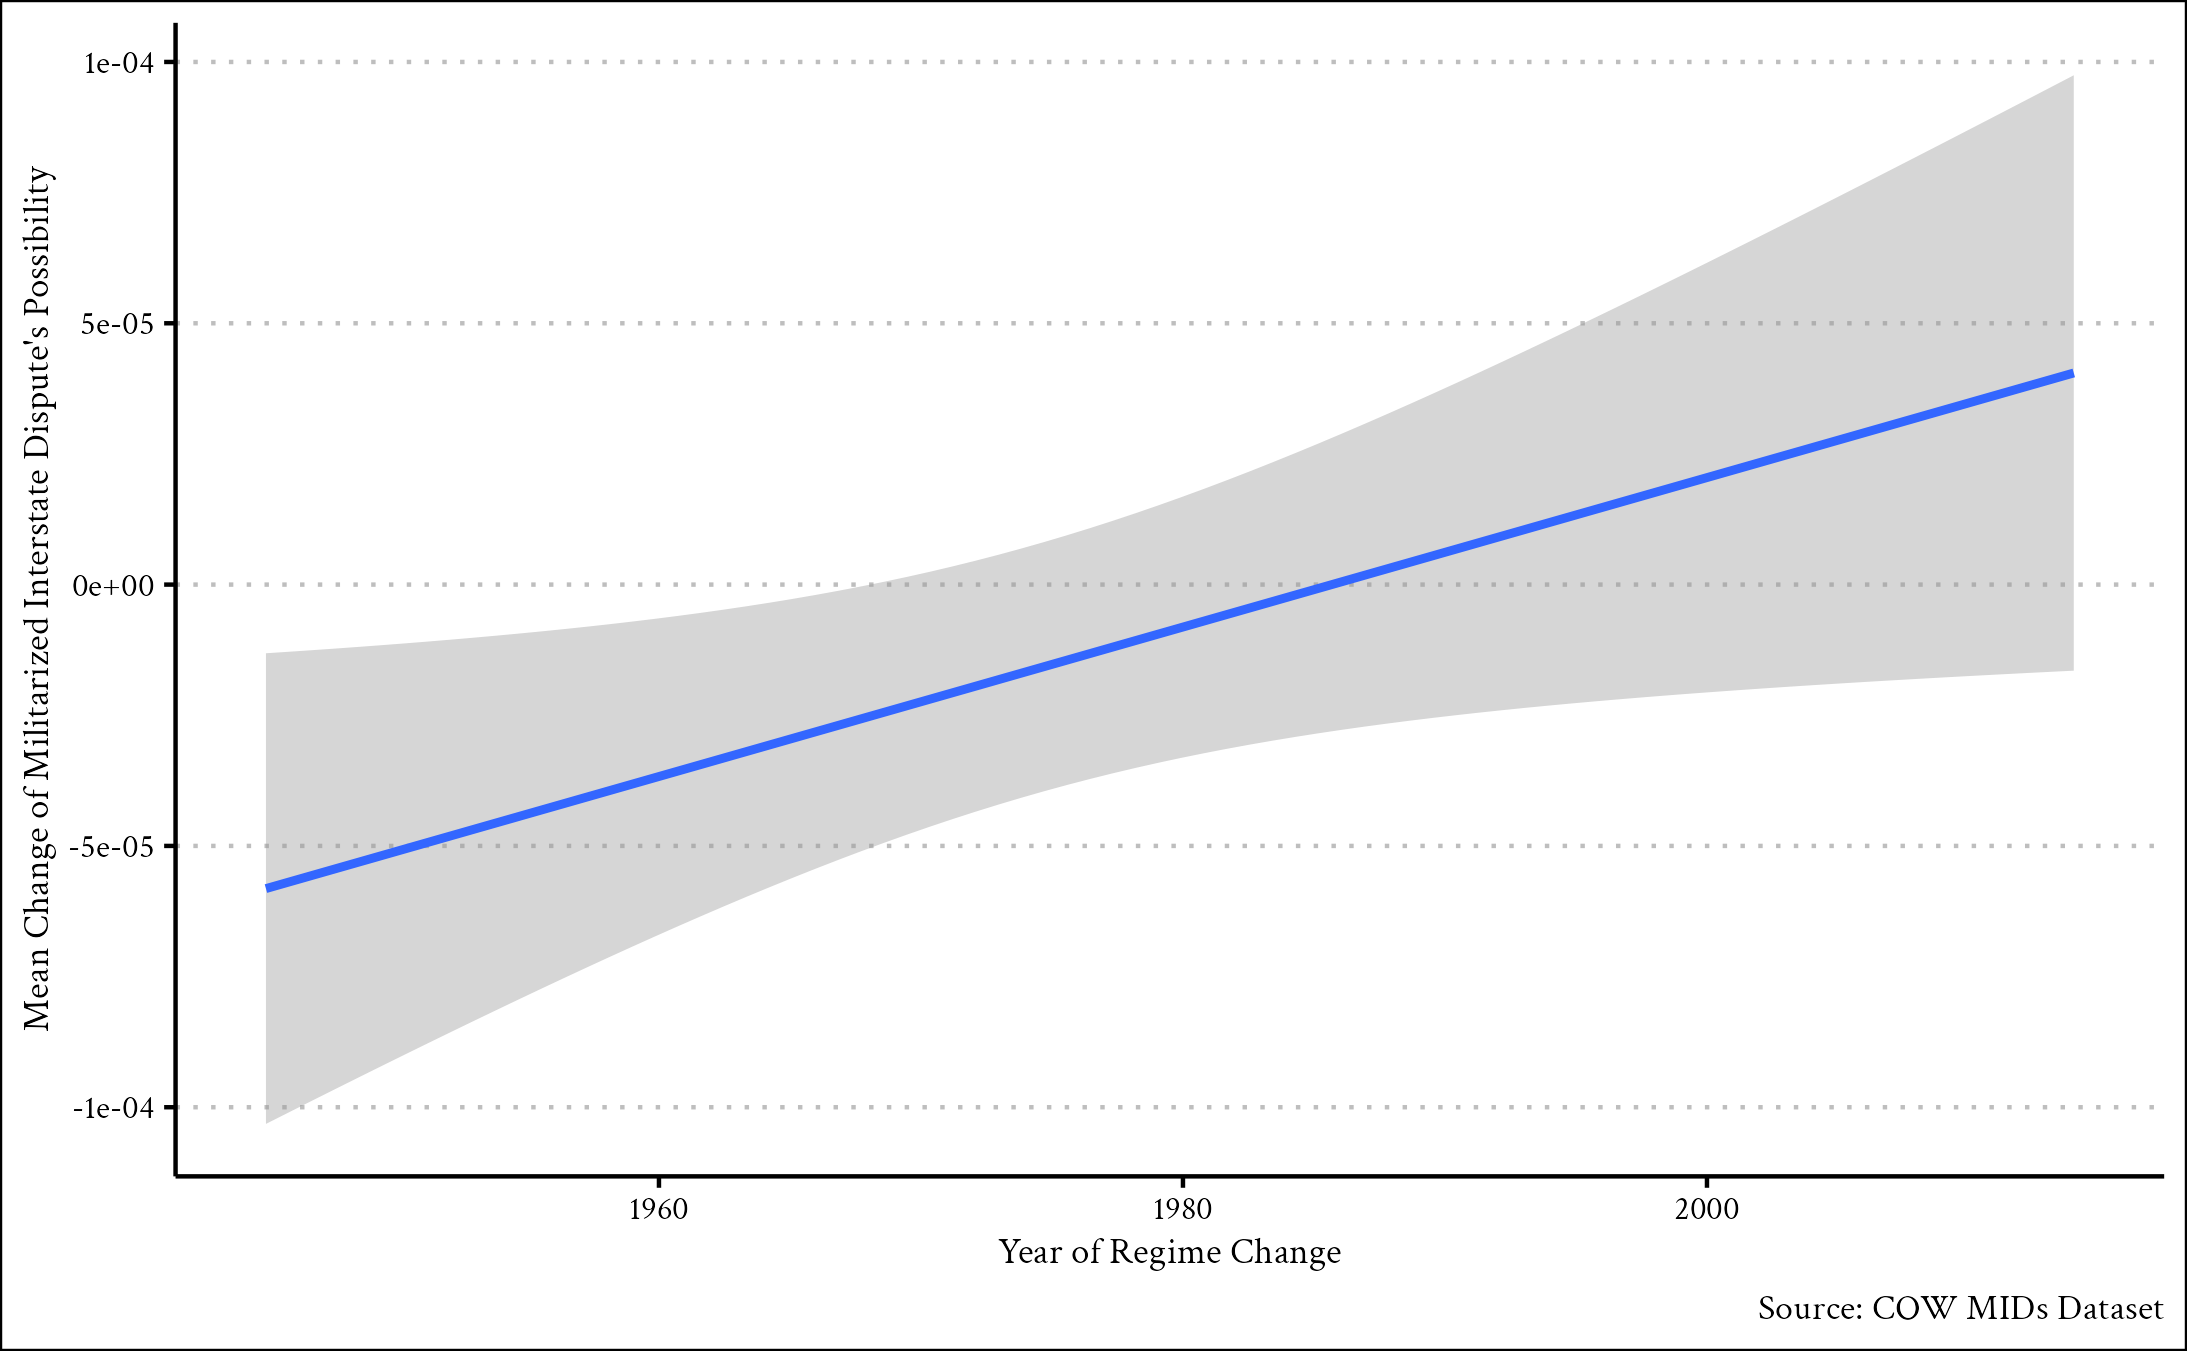 Mean Change of Militarized Interstate Dispute's Possibility
1e-04
5e-05
0e+00
-5e-05
-1e-04
1960 1980 2000
Year of Regime Change
Source: COW MIDs Dataset